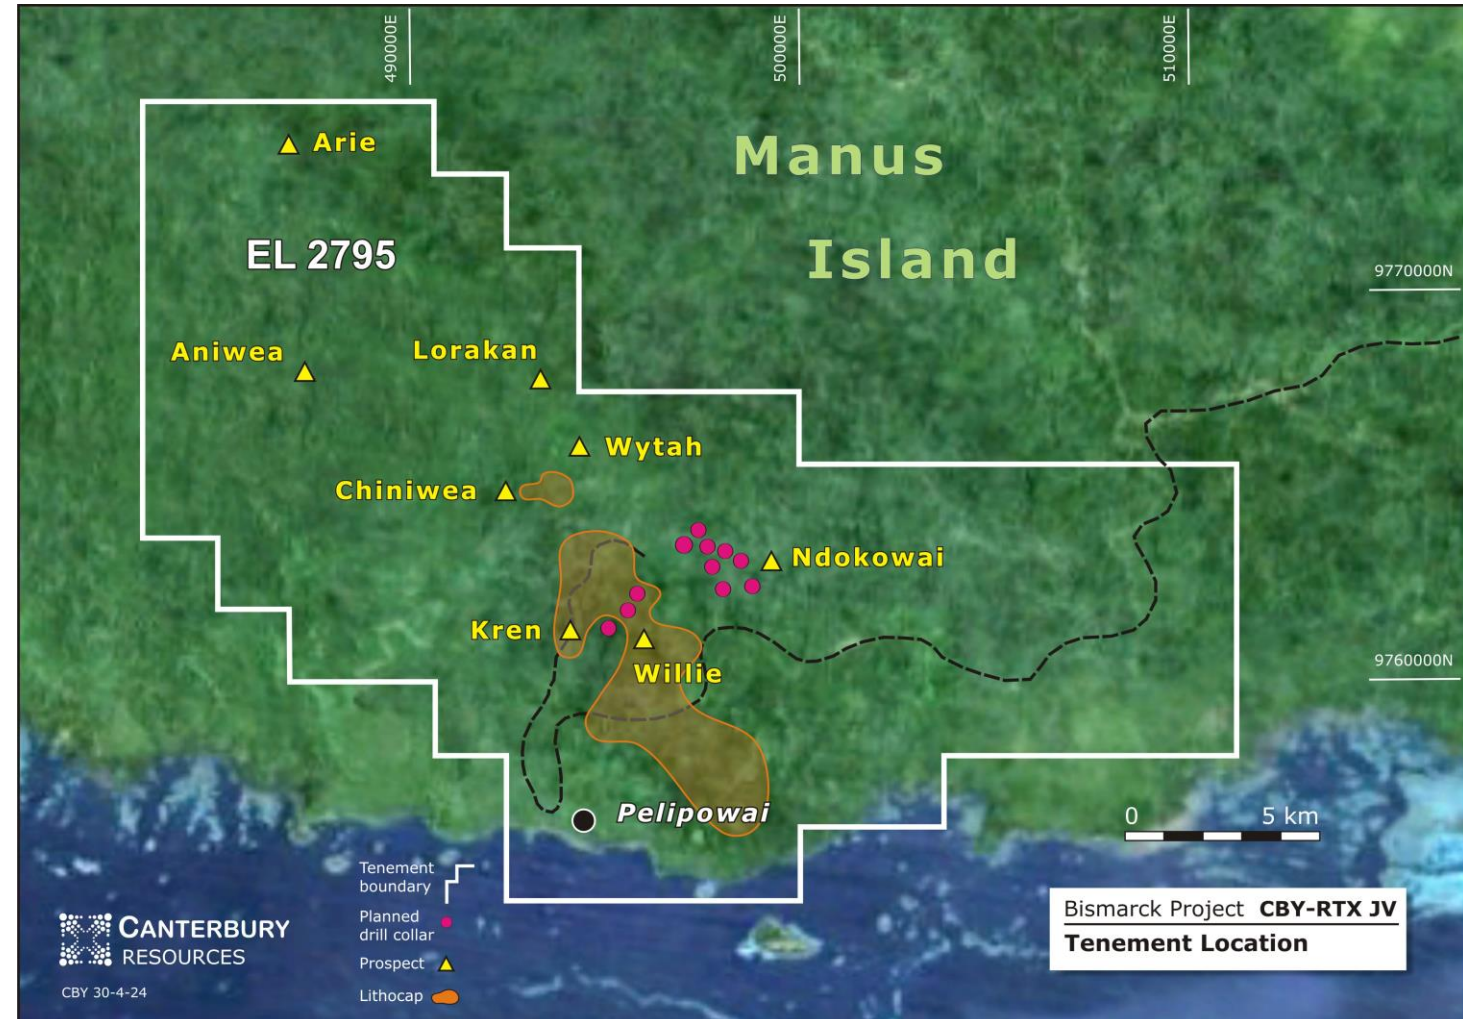 490000E
500000E
510000E
Arie
Manus
Island
EL 2795
9770000N
Aniwea
Lorakan
Wytah
Chiniwea
Ndokowai
Kren
Willie
9760000N
Pelipowai
0 5 km
Tenement
boundary
Planned
drill collar
Prospect
Lithocap
CANTERBURY
RESOURCES
CBY 30-4-24
Bismarck Project CBY-RTX JV
Tenement Location